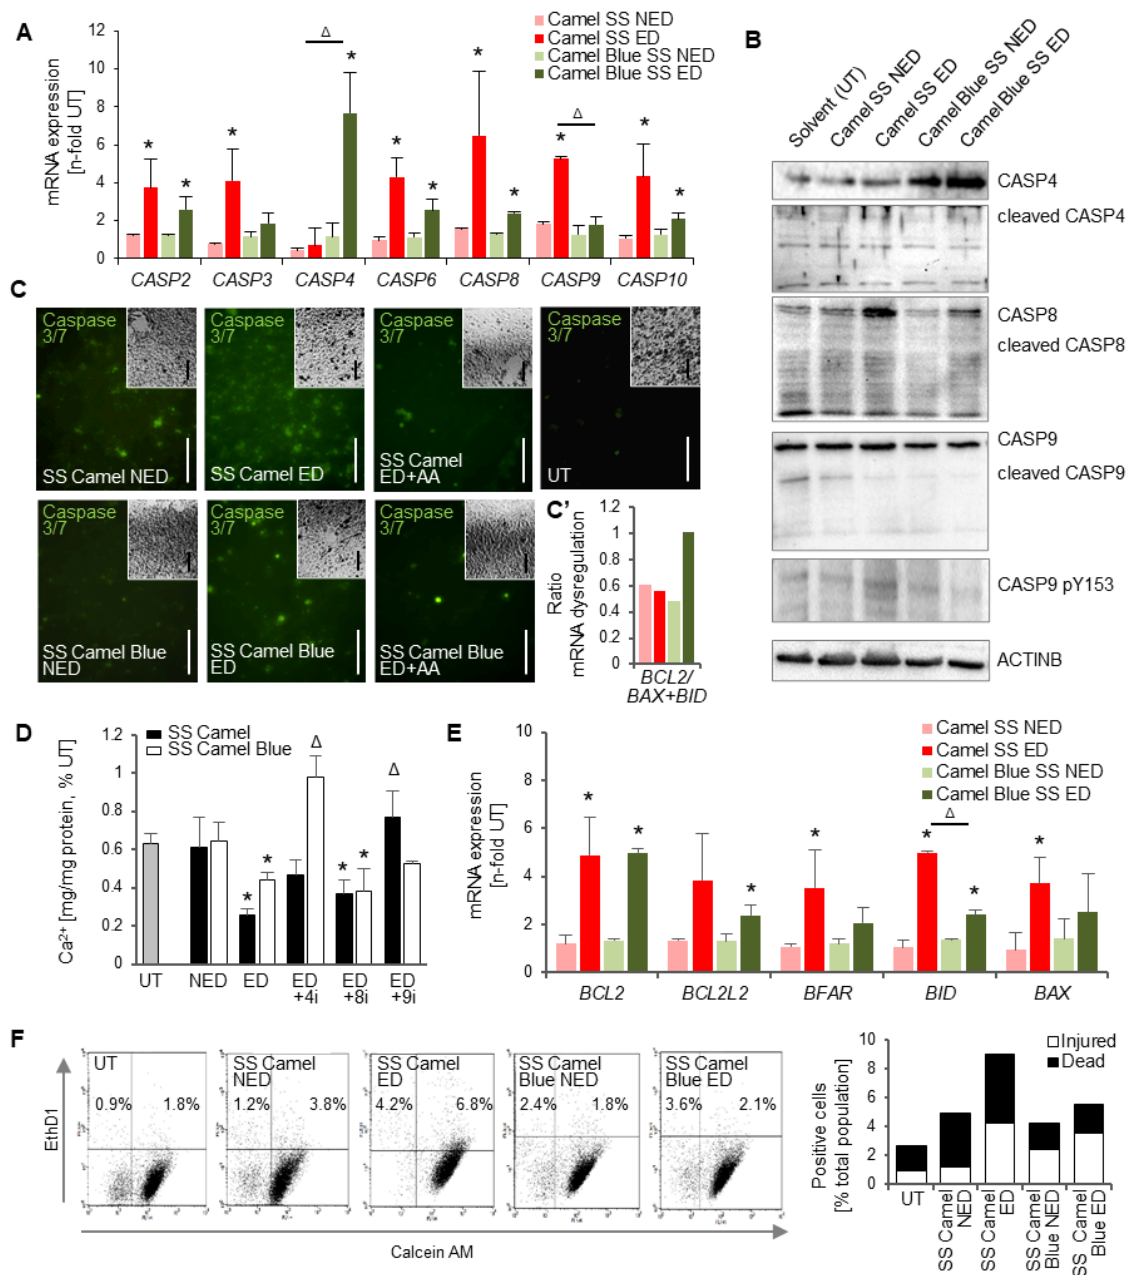 A
mRNA expression
[n-fold UT]
12
10
8
6
4
2
0
Δ
*
*
*
*
*
*
*
*
*
Δ
*
*
*
Camel SS NED
Camel SS ED
Camel Blue SS NED
Camel Blue SS ED
CASP2
CASP3
CASP4
CASP6
CASP8
CASP9
CASP10
B
Solvent (UT)
Camel SS NED
Camel SS ED
Camel Blue SS NED
Camel Blue SS ED
CASP4
cleaved CASP4
CASP8
cleaved CASP8
CASP9
cleaved CASP9
CASP9 pY153
ACTINB
C
Caspase
3/7
SS Camel NED
Caspase
3/7
SS Camel ED
Caspase
3/7
SS Camel
ED+AA
Caspase
3/7
UT
Caspase
3/7
SS Camel Blue
NED
Caspase
3/7
SS Camel Blue
ED
Caspase
3/7
SS Camel Blue
ED+AA
C'
Ratio
mRNA dysregulation
1.2
1
0.8
0.6
0.4
0.2
0
BCL2/
BAX+BID
D
Ca²⁺ [mg/mg protein, % UT]
1.2
1
0.8
0.6
0.4
0.2
0
SS Camel
SS Camel Blue
*
*
Δ
*
*
Δ
UT
NED
ED
ED
+4i
ED
+8i
ED
+9i
E
mRNA expression
[n-fold UT]
10
8
6
4
2
0
Camel SS NED
Camel SS ED
Camel Blue SS NED
Camel Blue SS ED
*
*
*
*
Δ
*
*
*
BCL2
BCL2L2
BFAR
BID
BAX
F
EthD1
UT
0.9%
1.8%
SS Camel
NED
1.2%
3.8%
SS Camel
ED
4.2%
6.8%
SS Camel
Blue NED
2.4%
1.8%
SS Camel
Blue ED
3.6%
2.1%
Calcein AM
Positive cells
[% total population]
10
8
6
4
2
0
Injured
Dead
UT
SS Camel
NED
SS Camel
ED
SS Camel
Blue NED
SS Camel
Blue ED